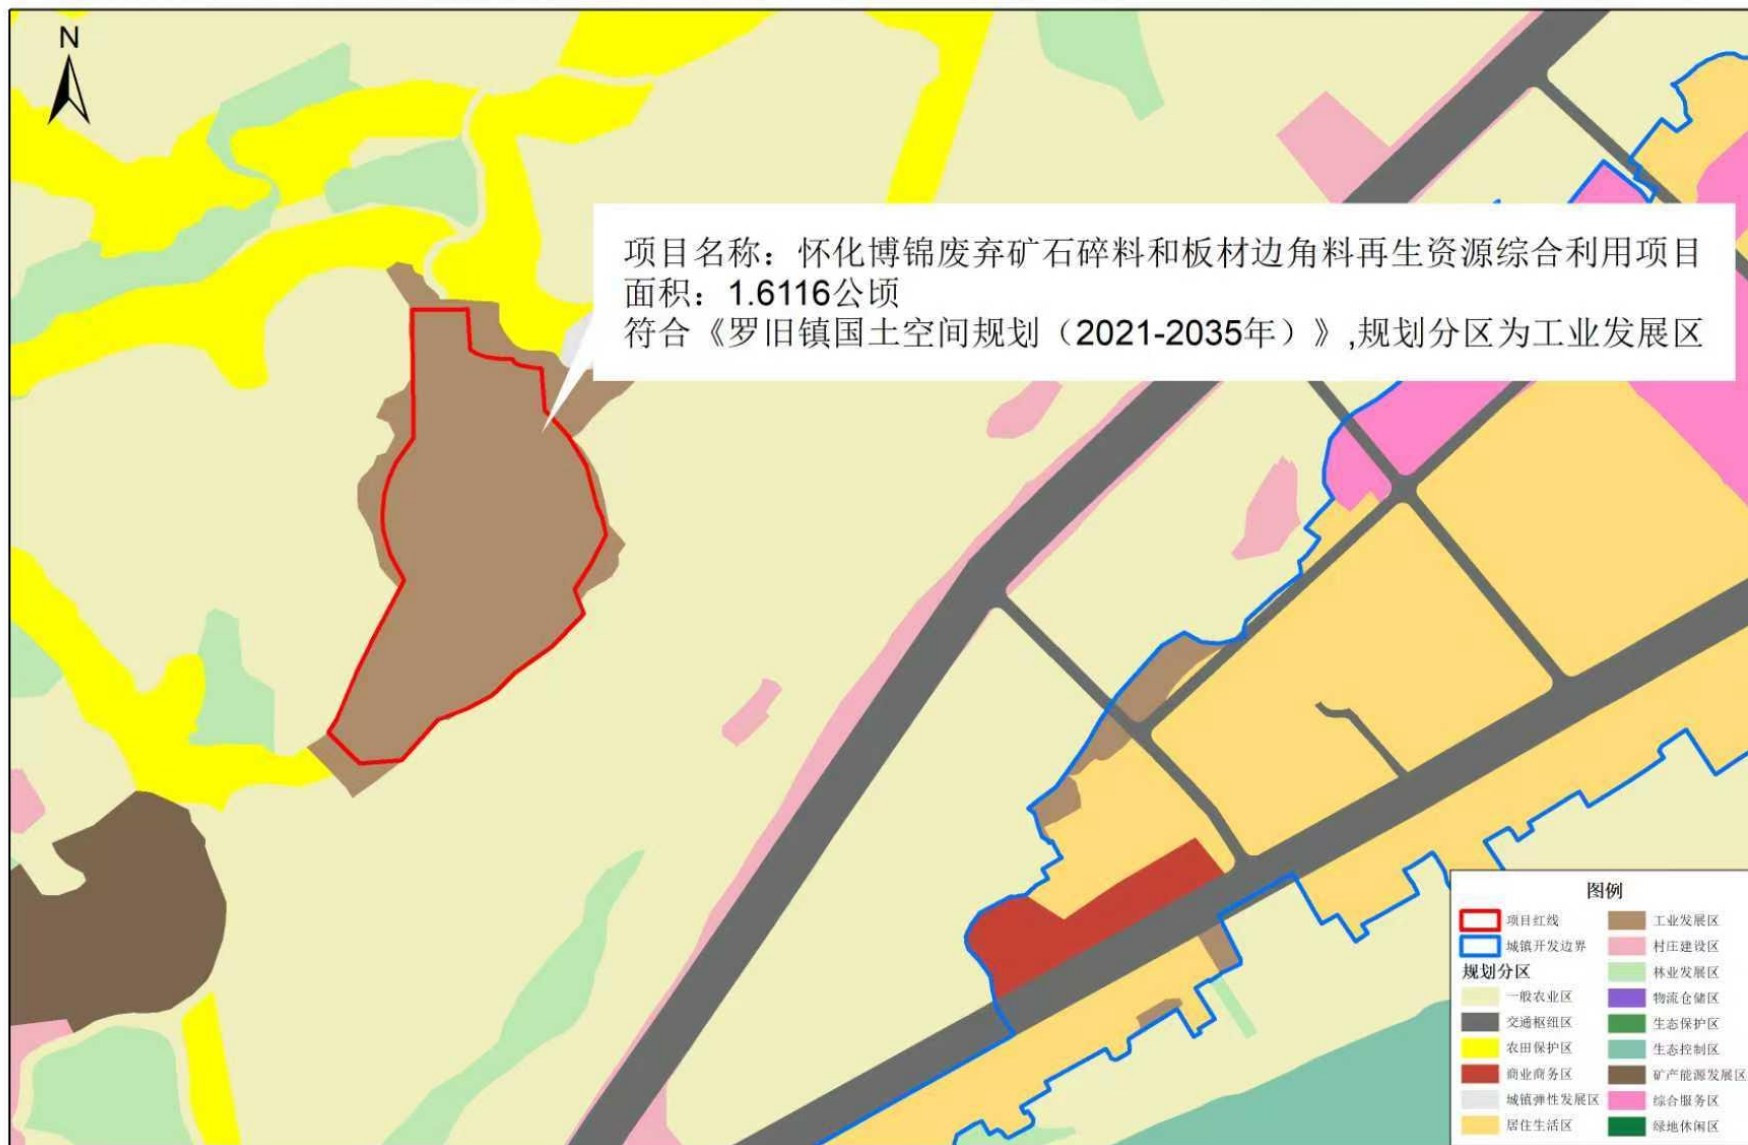 N
项目名称：怀化博锦废弃矿石碎料和板材边角料再生资源综合利用项目
面积：1.6116公顷
符合《罗旧镇国土空间规划（2021-2035年）》,规划分区为工业发展区
图例
项目红线
城镇开发边界
规划分区
一般农业区
交通枢纽区
农田保护区
商业商务区
城镇弹性发展区
居住生活区
工业发展区
村庄建设区
林业发展区
物流仓储区
生态保护区
生态控制区
矿产能源发展区
综合服务区
绿地休闲区